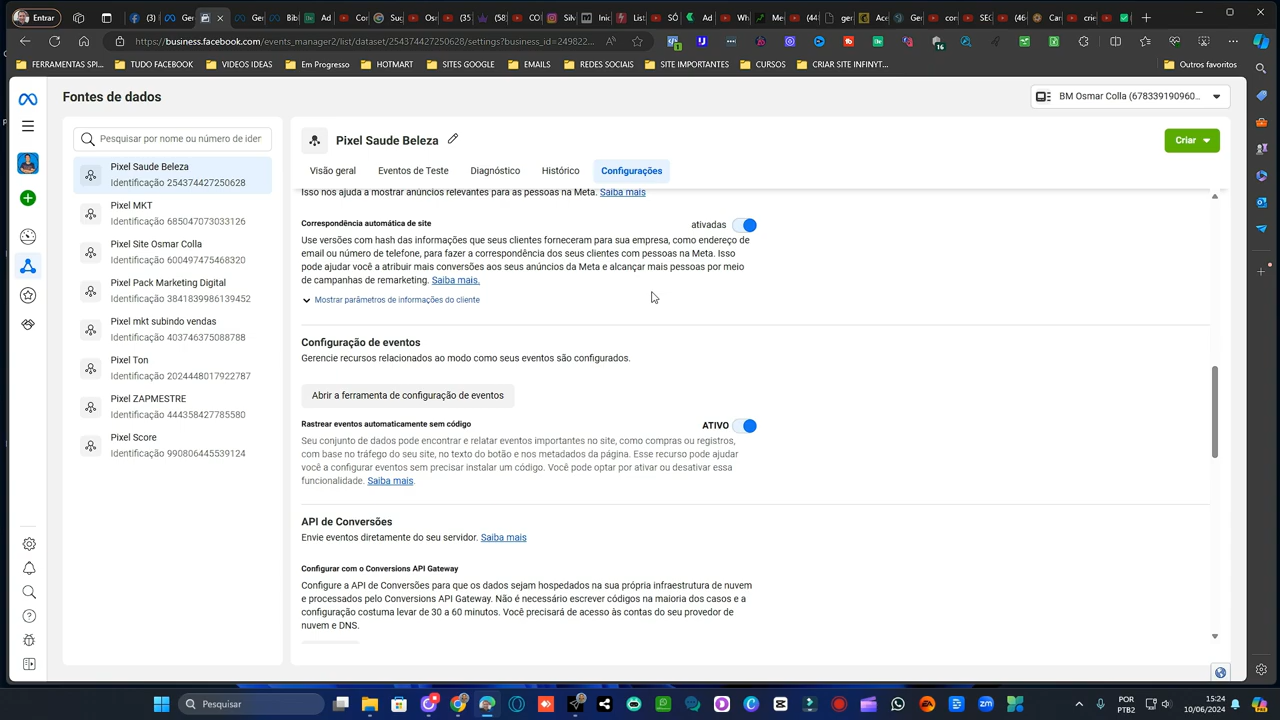 Entrar
https://business.facebook.com/events_manager2/list/dataset/254374427250628/settings?business_id=249822...
FERRAMENTAS SPI...
TUDO FACEBOOK
VIDEOS IDEAS
Em Progresso
HOTMART
SITES GOOGLE
EMAILS
REDES SOCIAIS
SITE IMPORTANTES
CURSOS
CRIAR SITE INFINYT...
Outros favoritos
Fontes de dados
BM Osmar Colla (678339190960...
Pesquisar por nome ou número de iden
Pixel Saude Beleza
Identificação 254374427250628
Pixel MKT
Identificação 685047073033126
Pixel Site Osmar Colla
Identificação 600497475468320
Pixel Pack Marketing Digital
Identificação 3841839986139452
Pixel mkt subindo vendas
Identificação 403746375088788
Pixel Ton
Identificação 2024448017922787
Pixel ZAPMESTRE
Identificação 444358427785580
Pixel Score
Identificação 990806445539124
Pixel Saude Beleza
Criar
Visão geral
Eventos de Teste
Diagnóstico
Histórico
Configurações
Isso nos ajuda a mostrar anúncios relevantes para as pessoas na Meta. Saiba mais
Correspondência automática de site
ativadas
Use versões com hash das informações que seus clientes forneceram para sua empresa, como endereço de
email ou número de telefone, para fazer a correspondência dos seus clientes com pessoas na Meta. Isso
pode ajudar você a atribuir mais conversões aos seus anúncios da Meta e alcançar mais pessoas por meio
de campanhas de remarketing. Saiba mais.
Mostrar parâmetros de informações do cliente
Configuração de eventos
Gerencie recursos relacionados ao modo como seus eventos são configurados.
Abrir a ferramenta de configuração de eventos
Rastrear eventos automaticamente sem código
ATIVO
Seu conjunto de dados pode encontrar e relatar eventos importantes no site, como compras ou registros,
com base no tráfego do seu site, no texto do botão e nos metadados da página. Esse recurso pode ajudar
você a configurar eventos sem precisar instalar um código. Você pode optar por ativar ou desativar essa
funcionalidade. Saiba mais.
API de Conversões
Envie eventos diretamente do seu servidor. Saiba mais
Configurar com o Conversions API Gateway
Configure a API de Conversões para que os dados sejam hospedados na sua própria infraestrutura de nuvem
e processados pelo Conversions API Gateway. Não é necessário escrever códigos na maioria dos casos e a
configuração costuma levar de 30 a 60 minutos. Você precisará de acesso às contas do seu provedor de
nuvem e DNS.
Pesquisar
POR
PTB2
15:24
10/06/2024